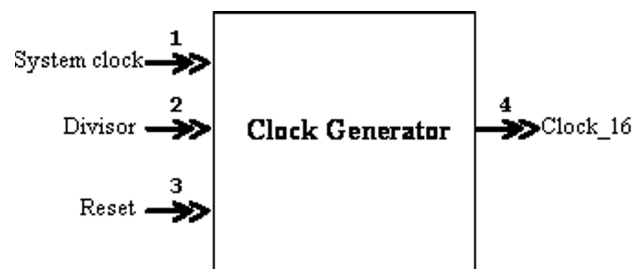 1
System clock
2
Divisor
Clock Generator
4
Clock_16
3
Reset